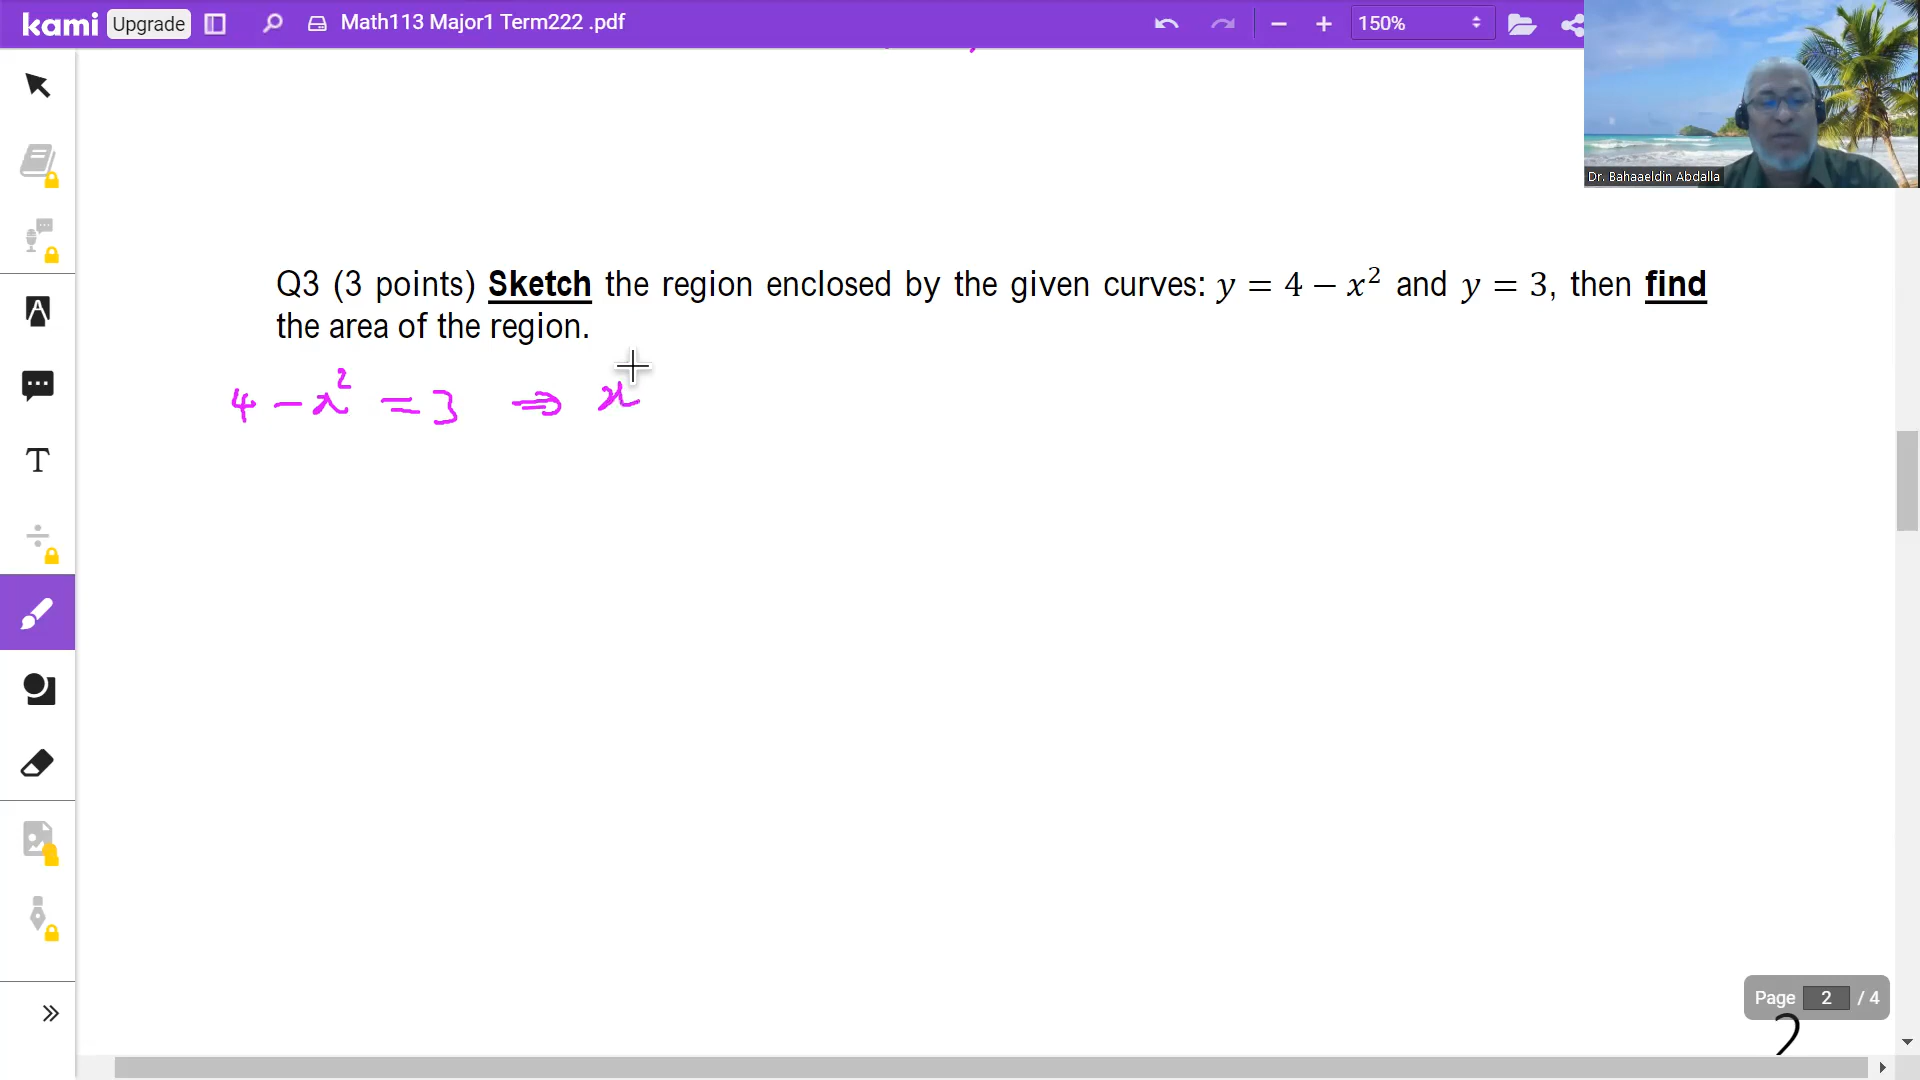 kami Upgrade Math113 Major1 Term222 .pdf 150%
Dr. Bahaaeldin Abdalla
Q3 (3 points) Sketch the region enclosed by the given curves: y = 4 − x² and y = 3, then find
the area of the region.
4 − x² = 3 ⇒ x
T
Page 2 / 4
2